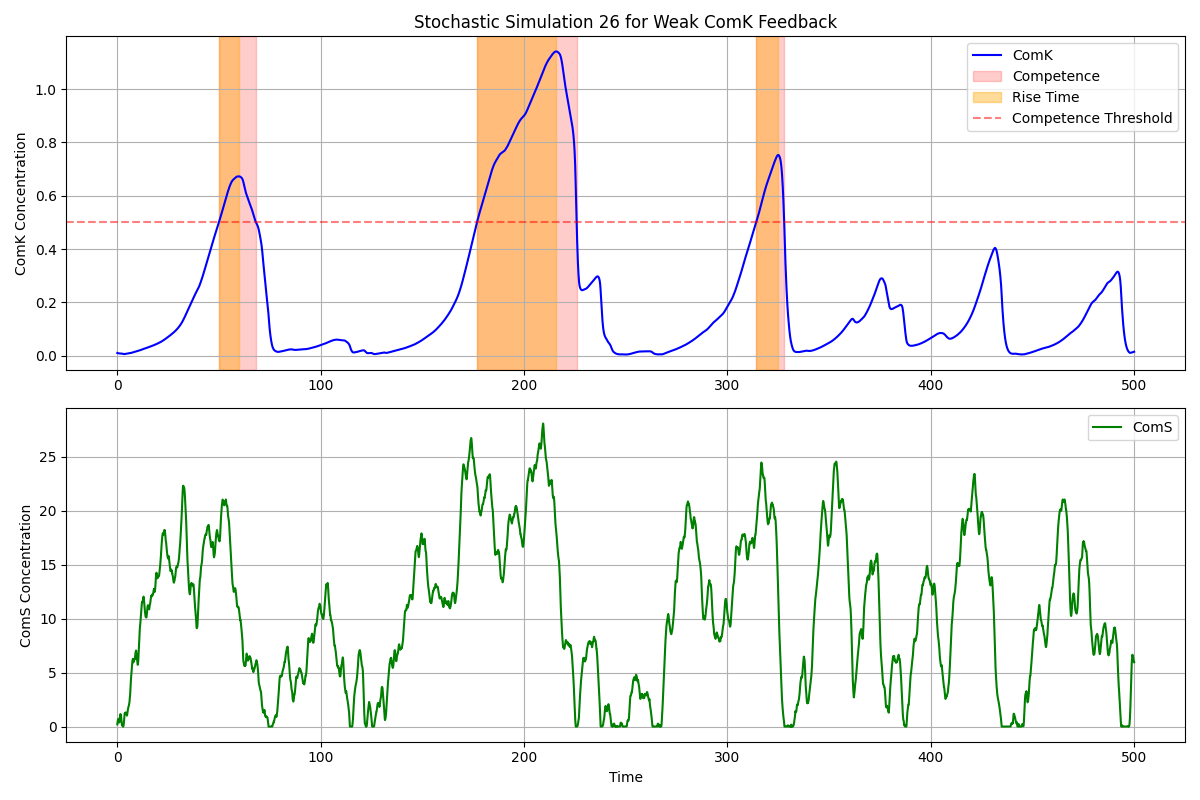 Stochastic Simulation 26 for Weak ComK Feedback
ComK Concentration
1.0
0.8
0.6
0.4
0.2
0.0
ComK
Competence
Rise Time
Competence Threshold
0 100 200 300 400 500
ComS Concentration
25
20
15
10
5
0
ComS
0 100 200 300 400 500
Time